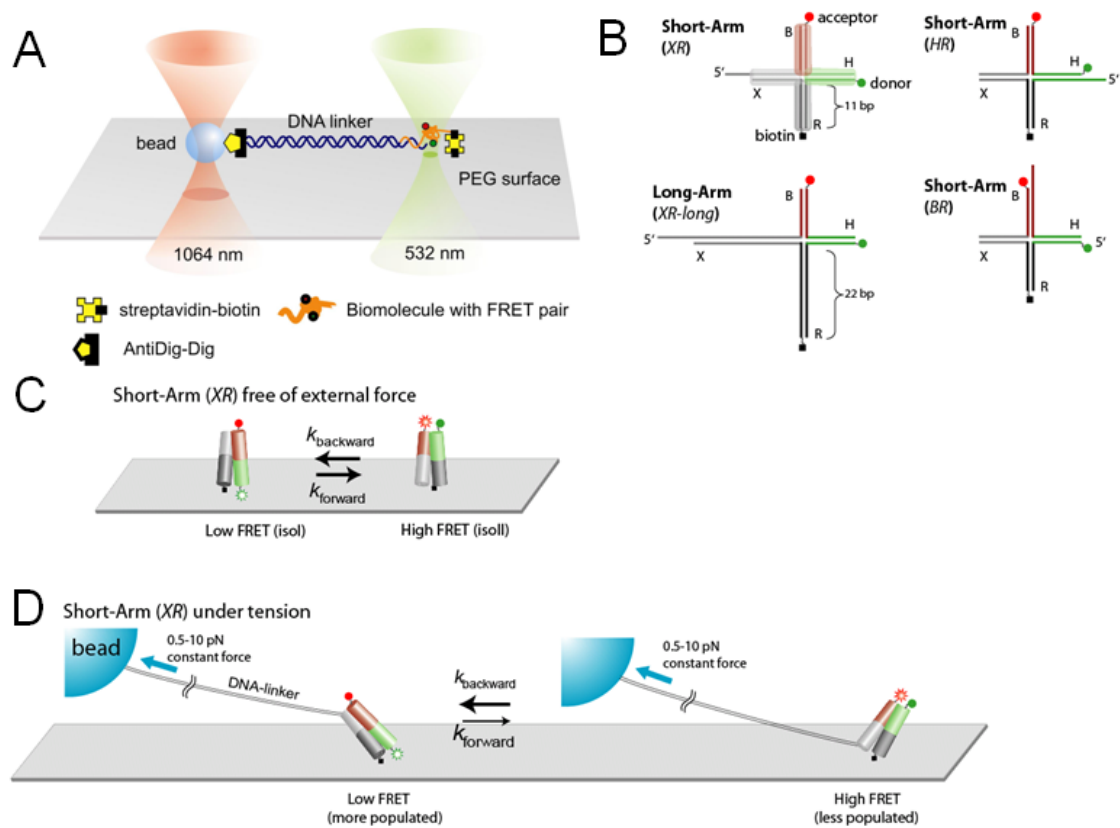 A
bead
DNA linker
PEG surface
1064 nm
532 nm
streptavidin-biotin
Biomolecule with FRET pair
AntiDig-Dig
B
Short-Arm
(XR)
B
acceptor
H
5'
X
donor
11 bp
R
biotin
Short-Arm
(HR)
B
H
X
5'
R
Long-Arm
(XR-long)
B
H
5'
X
22 bp
R
Short-Arm
(BR)
B
H
X
R
C
Short-Arm (XR) free of external force
kbackward
kforward
Low FRET (isoI)
High FRET (isoII)
D
Short-Arm (XR) under tension
bead
0.5-10 pN
constant force
DNA-linker
kbackward
kforward
0.5-10 pN
constant force
Low FRET
(more populated)
High FRET
(less populated)